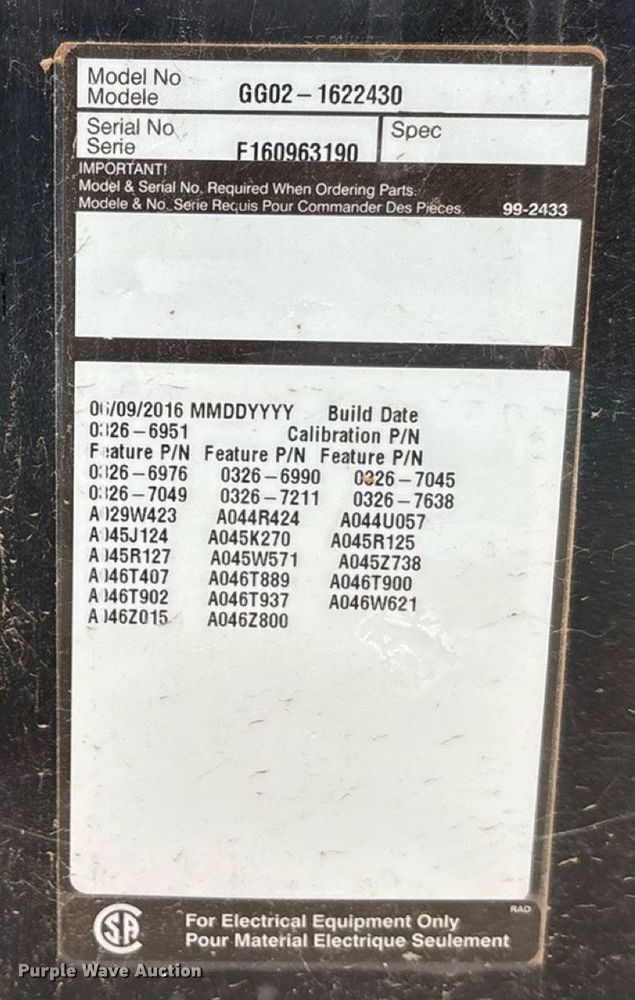 Model No
Modele GG02-1622430
Serial No
Serie F160963190 Spec
IMPORTANT!
Model & Serial No. Required When Ordering Parts.
Modele & No. Serie Requis Pour Commander Des Pièces. 99-2433
06/09/2016 MMDDYYYY Build Date
0326-6951 Calibration P/N
Feature P/N Feature P/N Feature P/N
0326-6976 0326-6990 0326-7045
0326-7049 0326-7211 0326-7638
A029W423 A044R424 A044U057
A045J124 A045K270 A045R125
A045R127 A045W571 A045Z738
A046T407 A046T889 A046T900
A046T902 A046T937 A046W621
A046Z015 A046Z800
RAD
SA
For Electrical Equipment Only
Pour Material Electrique Seulement
Purple Wave Auction